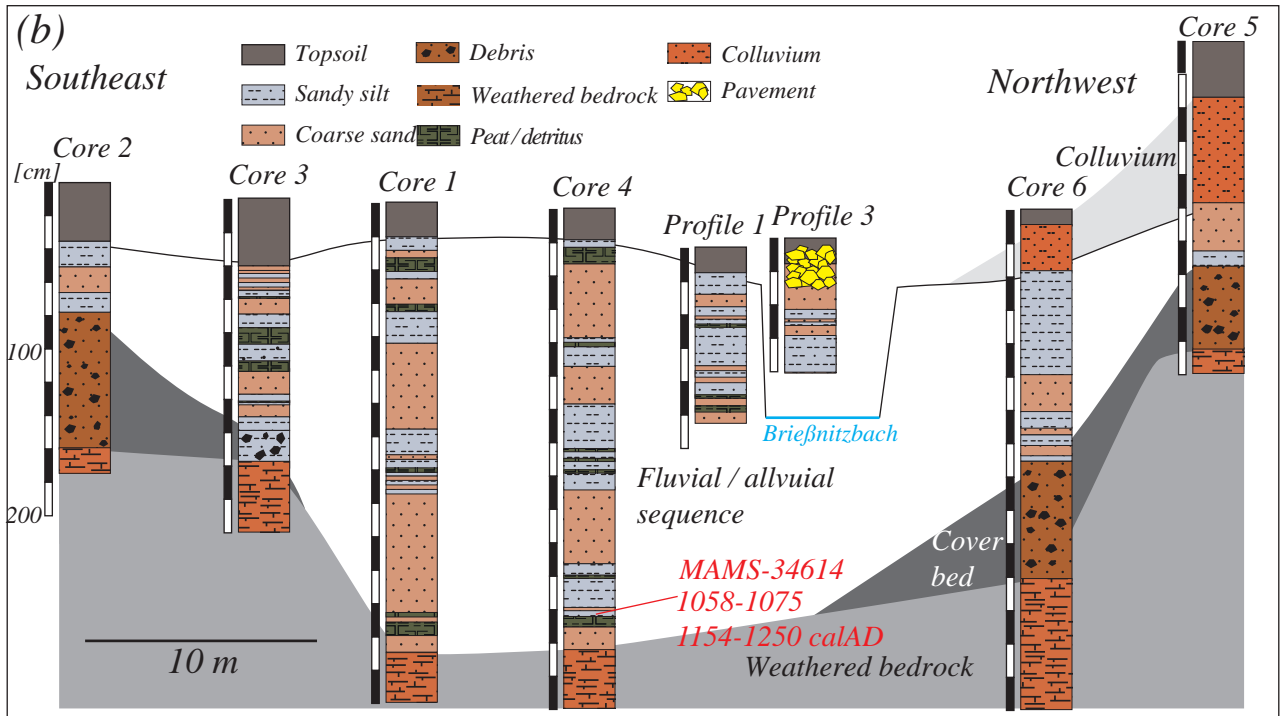 (b)
Southeast
Topsoil
Sandy silt
Coarse sand
Debris
Weathered bedrock
Peat / detritus
Colluvium
Pavement
Northwest
Core 5
Core 2
[cm]
Core 3
Core 1
Core 4
Profile 1
Profile 3
Core 6
Colluvium
100
200
Brießnitzbach
Fluvial / allvuial
sequence
Cover
bed
MAMS-34614
1058-1075
1154-1250 calAD
Weathered bedrock
10 m